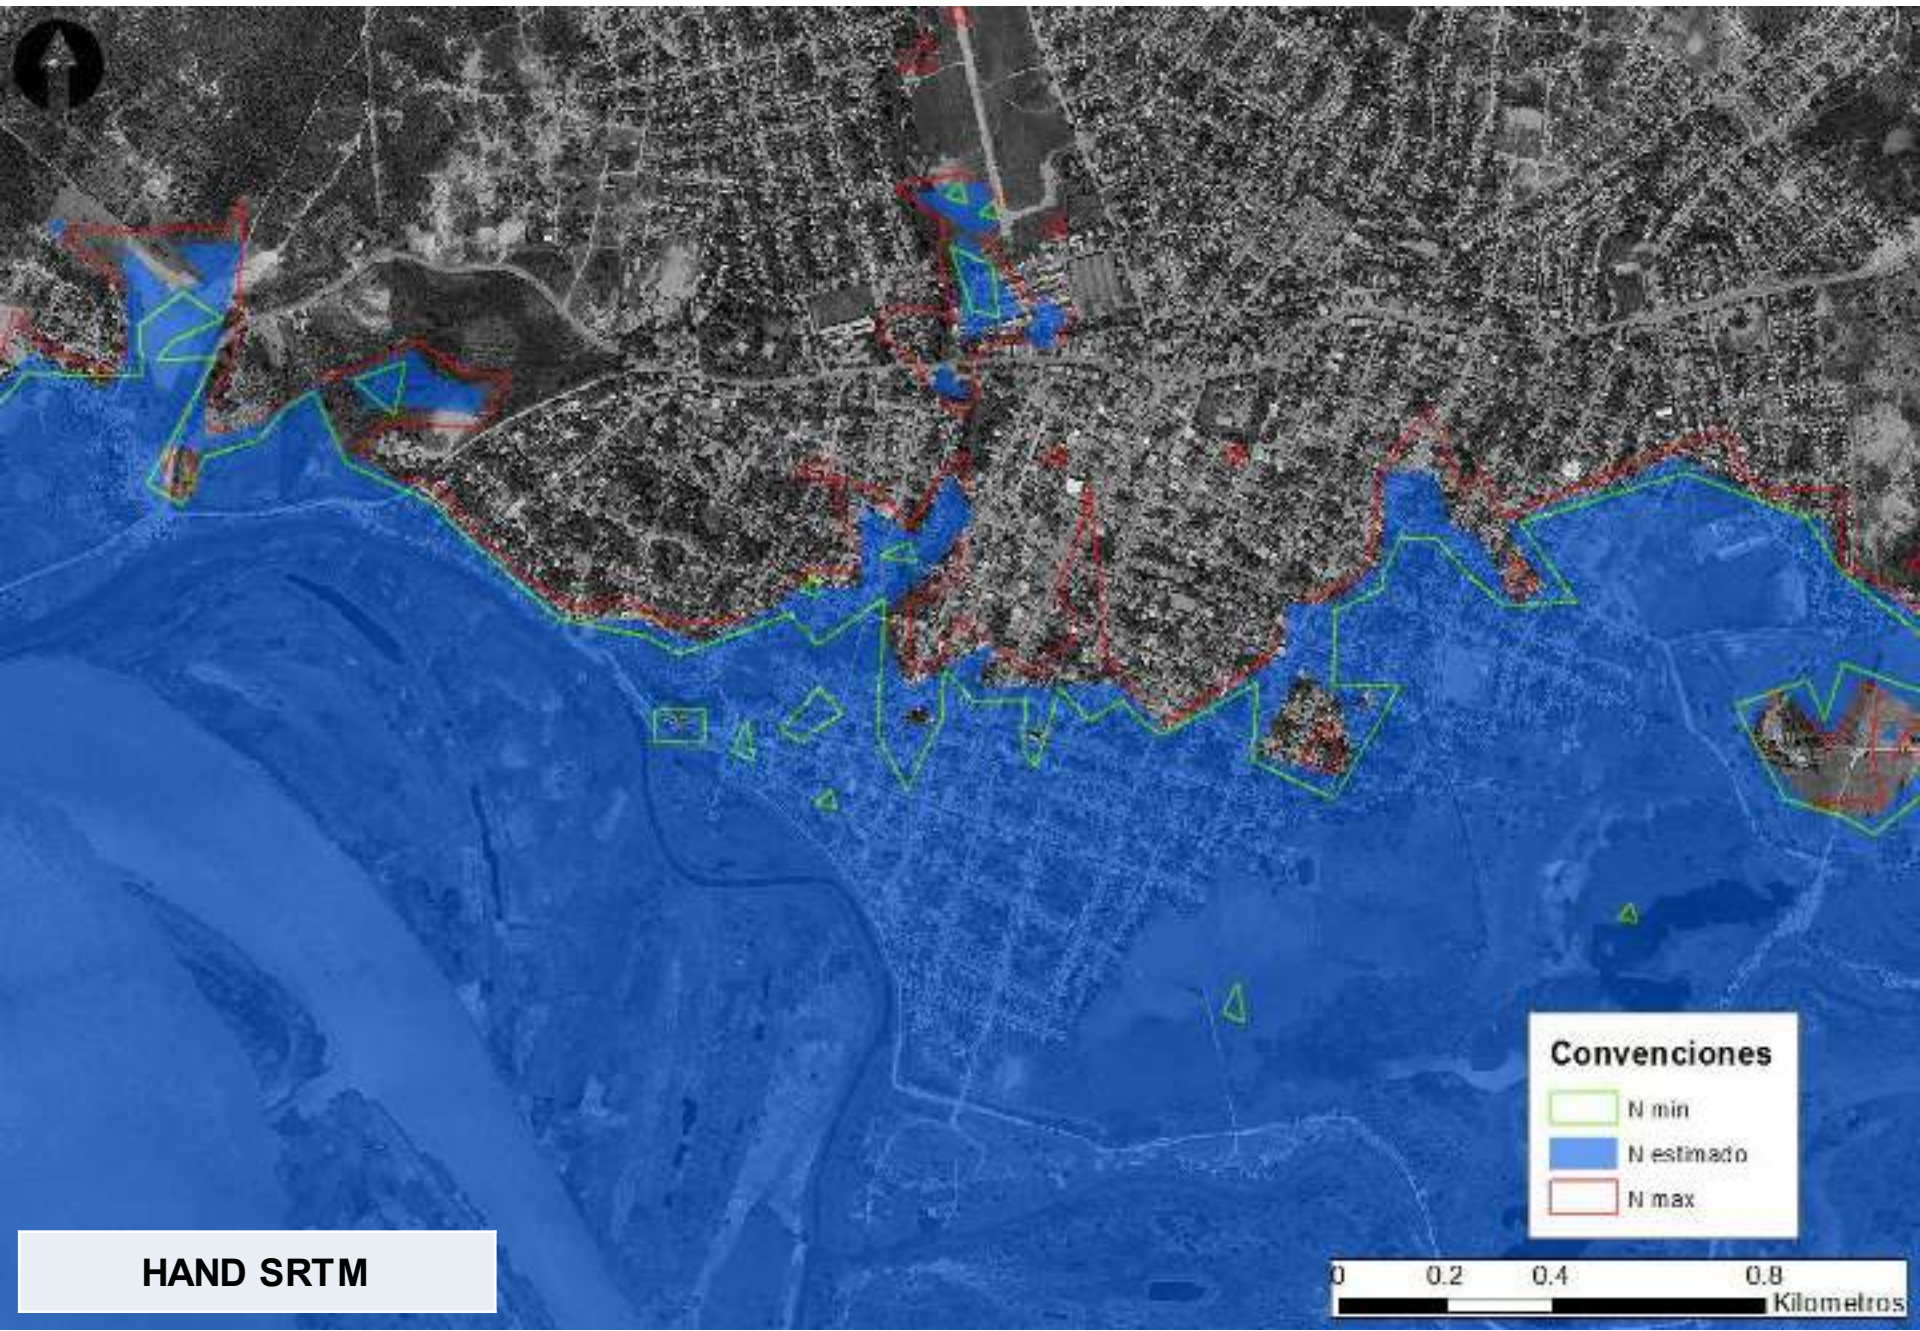 Convenciones
N min
N estimado
N max
HAND SRTM
0 0.2 0.4 0.8
Kilometros